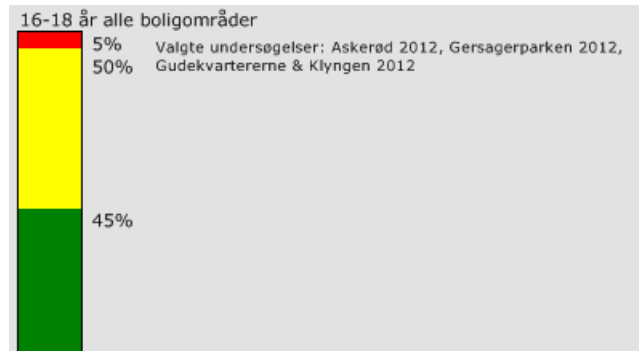 16-18 år alle boligområder
5%
Valgte undersøgelser: Askerød 2012, Gersagerparken 2012,
50%
Gudekvartererne & Klyngen 2012
45%